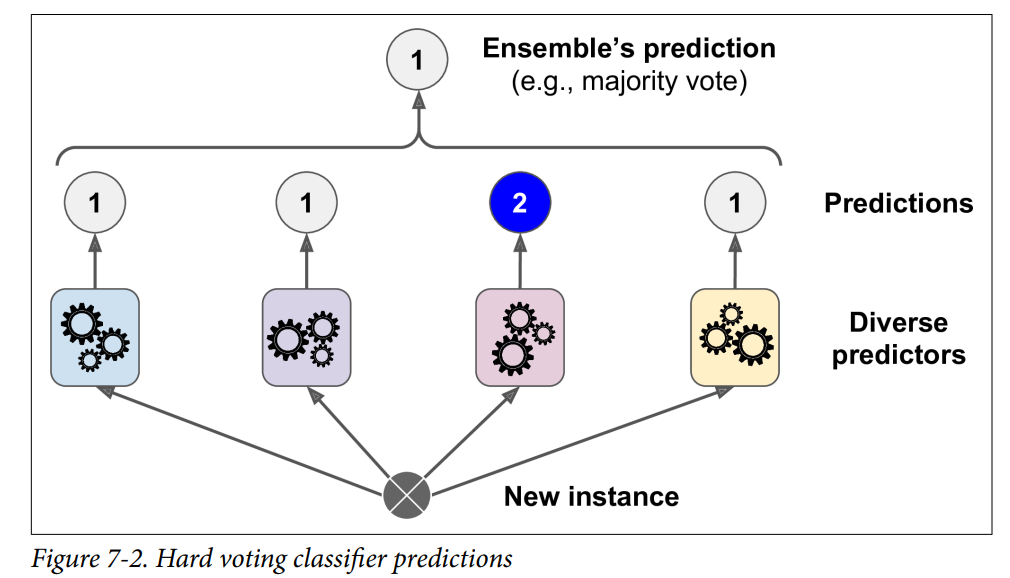 1
Ensemble’s prediction
(e.g., majority vote)
1 1 2 1 Predictions
Diverse
predictors
New instance
Figure 7-2. Hard voting classifier predictions